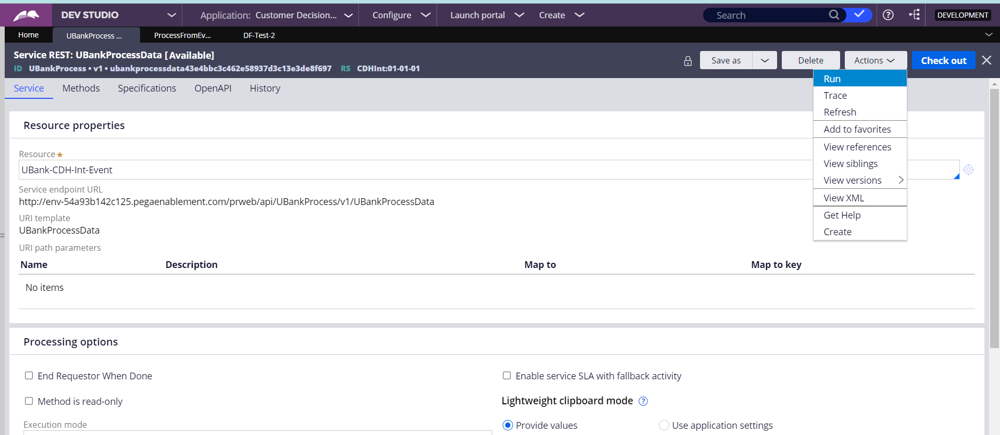 DEV STUDIO Application: Customer Decision... Configure Launch portal Create Search DEVELOPMENT
Home UBankProcess ... ProcessFromEv... DF-Test-2
Service REST: UBankProcessData [Available]
ID UBankProcess • v1 • ubankprocessdata43e4bbc3c462e58937d3c13e3de8f697 RS CDHInt:01-01-01
Save as Delete Actions Check out
Service Methods Specifications OpenAPI History
Run
Trace
Refresh
Add to favorites
View references
View siblings
View versions
View XML
Get Help
Create
Resource properties
Resource *
UBank-CDH-Int-Event
Service endpoint URL
http://env-54a93b142c125.pegaenablement.com/prweb/api/UBankProcess/v1/UBankProcessData
URI template
UBankProcessData
URI path parameters
Name Description Map to Map to key
No items
Processing options
End Requestor When Done Enable service SLA with fallback activity
Method is read-only Lightweight clipboard mode ?
Execution mode Provide values Use application settings